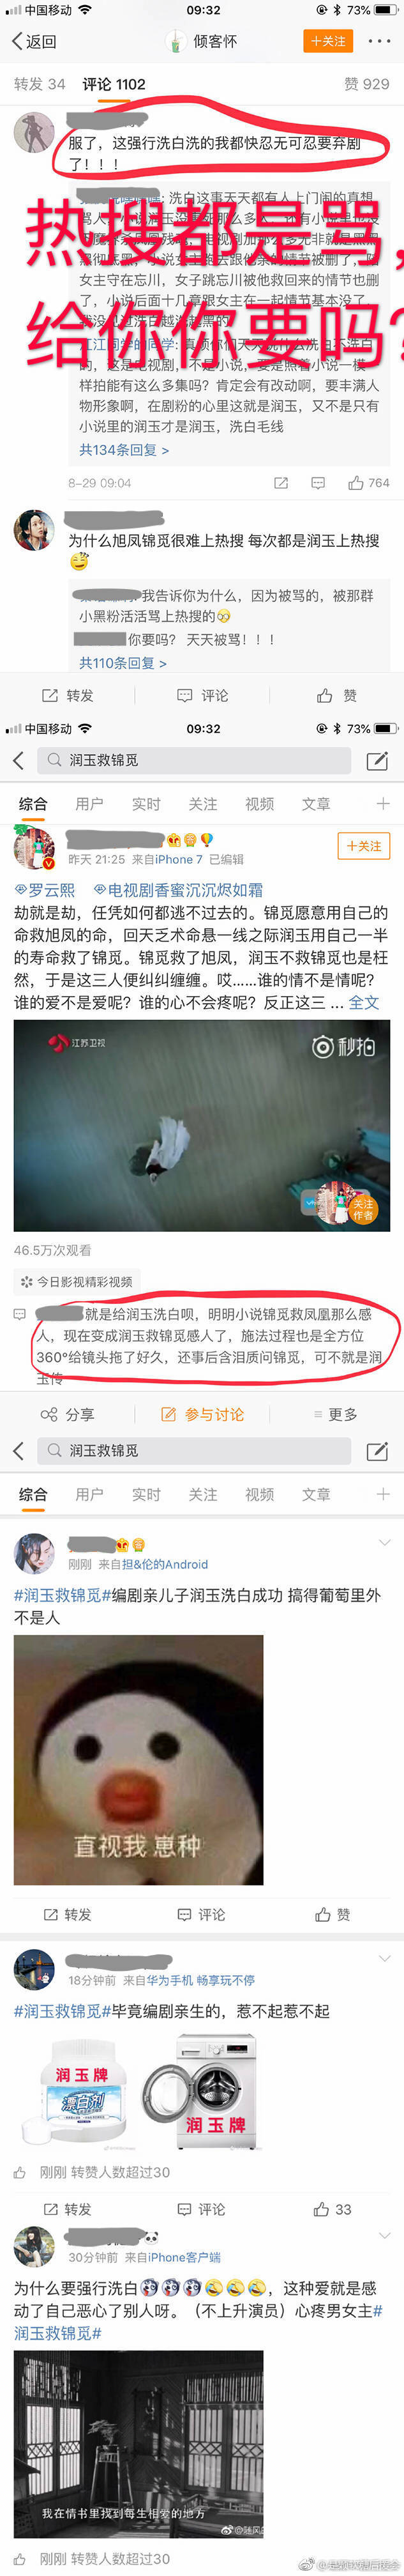 中国移动 09:32 73%
返回 倾客怀 +关注
转发 34 评论 1102 赞 929
服了，这强行洗白洗的我都快忍无可忍要弃剧
了！！！
洗白这事天天都有人上门闹的真想
热搜都是骂，
给你你要吗？
女主守在忘川，女子跳忘川被他救回来的情节也删
了，小说后面十几章跟女主在一起情节基本没了，
的，这是电视剧，不是小说，要是照着小说一模一
样拍能有这么多集吗？肯定会有改动啊，要丰满人
物形象啊，在剧粉的心里这就是润玉，又不是只有
小说里的润玉才是润玉，洗白毛线
共134条回复 >
8-29 09:04 764
为什么旭凤锦觅很难上热搜 每次都是润玉上热搜
我告诉你为什么，因为被骂的，被那群
小黑粉活活骂上热搜的
你要吗？ 天天被骂！！！
共110条回复 >
转发 评论 赞
中国移动 09:32 73%
润玉救锦觅
综合 用户 实时 关注 视频 文章
昨天 21:25 来自iPhone 7 已编辑
+关注
罗云熙 电视剧香蜜沉沉烬如霜
劫就是劫，任凭如何都逃不过去的。锦觅愿意用自己的
命救旭凤的命，回天乏术命悬一线之际润玉用自己一半
的寿命救了锦觅。锦觅救了旭凤，润玉不救锦觅也是枉
然，于是这三人便纠纠缠缠。哎……谁的情不是情呢？
谁的爱不是爱呢？谁的心不会疼呢？反正这三 ... 全文
江苏卫视 秒拍
关注
作者
46.5万次观看
今日影视精彩视频
就是给润玉洗白呗，明明小说锦觅救凤凰那么感
人，现在变成润玉救锦觅感人了，施法过程也是全方位
360°给镜头拖了好久，还事后含泪质问锦觅，可不就是润
玉传
分享 参与讨论 更多
润玉救锦觅
综合 用户 实时 关注 视频 文章
刚刚 来自担&伦的Android
#润玉救锦觅#编剧亲儿子润玉洗白成功 搞得葡萄里外
不是人
直视我 崽种
转发 评论 赞
18分钟前 来自华为手机 畅享玩不停
#润玉救锦觅#毕竟编剧亲生的，惹不起惹不起
润玉牌
漂白剂
润玉牌
刚刚 转赞人数超过30
转发 评论 33
30分钟前 来自iPhone客户端
为什么要强行洗白，这种爱就是感
动了自己恶心了别人呀。（不上升演员）心疼男女主#
润玉救锦觅#
我在情书里找到每生相爱的地方
刚刚 转赞人数超过30